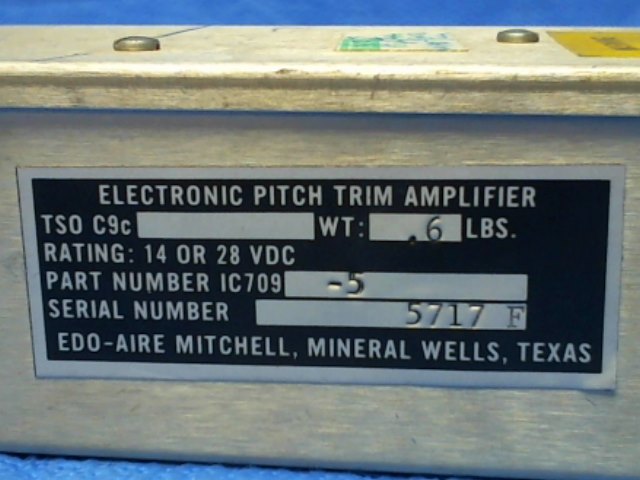 ELECTRONIC PITCH TRIM AMPLIFIER
TSO C9c WT: .6 LBS.
RATING: 14 OR 28 VDC
PART NUMBER IC709 -5
SERIAL NUMBER 5717 F
EDO-AIRE MITCHELL, MINERAL WELLS, TEXAS